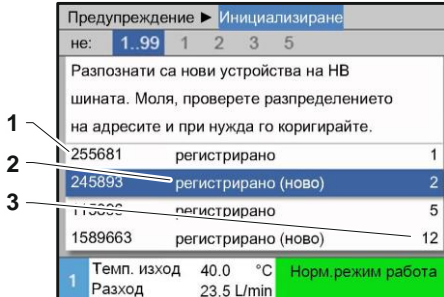 Предупреждение ► Инициализиране
не: 1..99 1 2 3 5
Разпознати са нови устройства на НВ
шината. Моля, проверете разпределението
на адресите и при нужда го коригирайте.
1
255681 регистрирано 1
2
245893 регистрирано (ново) 2
3
регистрирано 5
1589663 регистрирано (ново) 12
1 Темп. изход 40.0 °C Норм.режим работа
Разход 23.5 L/min